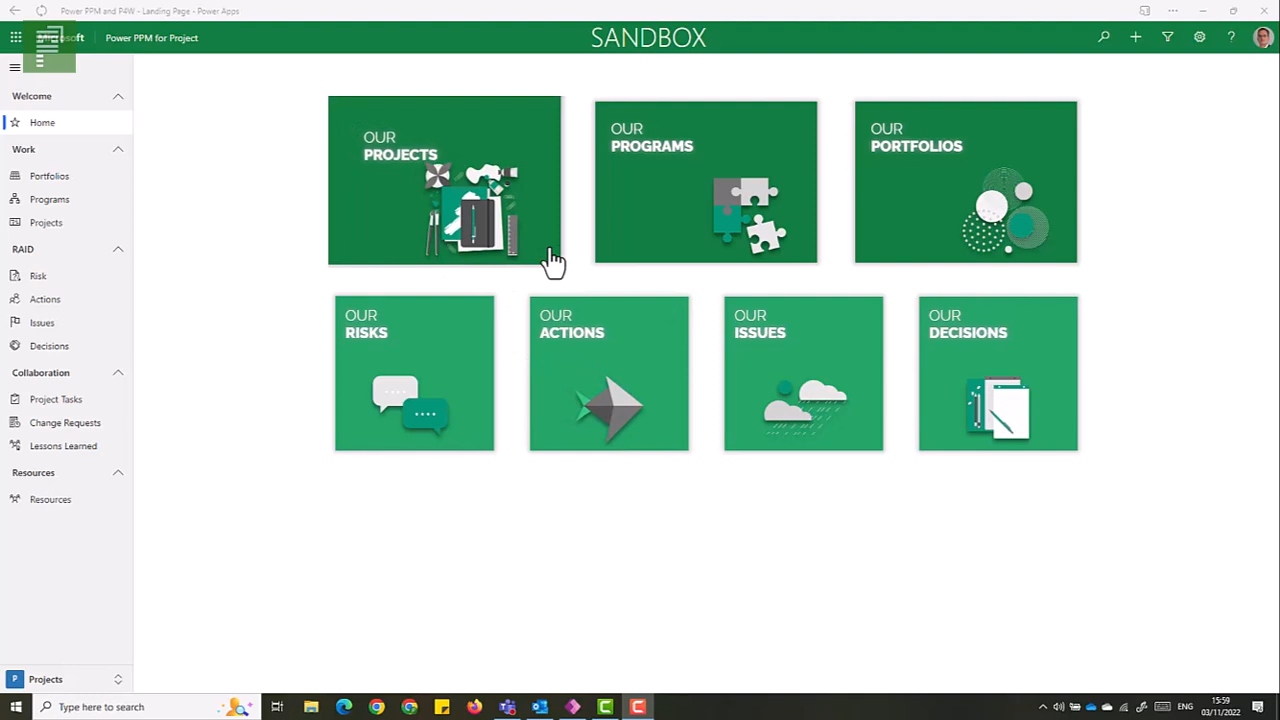 Power PPM and P4W - Landing Page - Power Apps
Microsoft
Power PPM for Project
SANDBOX
Welcome
Home
Work
Portfolios
Programs
Projects
RAID
Risk
Actions
Issues
Decisions
Collaboration
Project Tasks
Change Requests
Lessons Learned
Resources
Resources
OUR
PROJECTS
OUR
PROGRAMS
OUR
PORTFOLIOS
OUR
RISKS
OUR
ACTIONS
OUR
ISSUES
OUR
DECISIONS
P Projects
Type here to search
ENG
15:59
03/11/2022